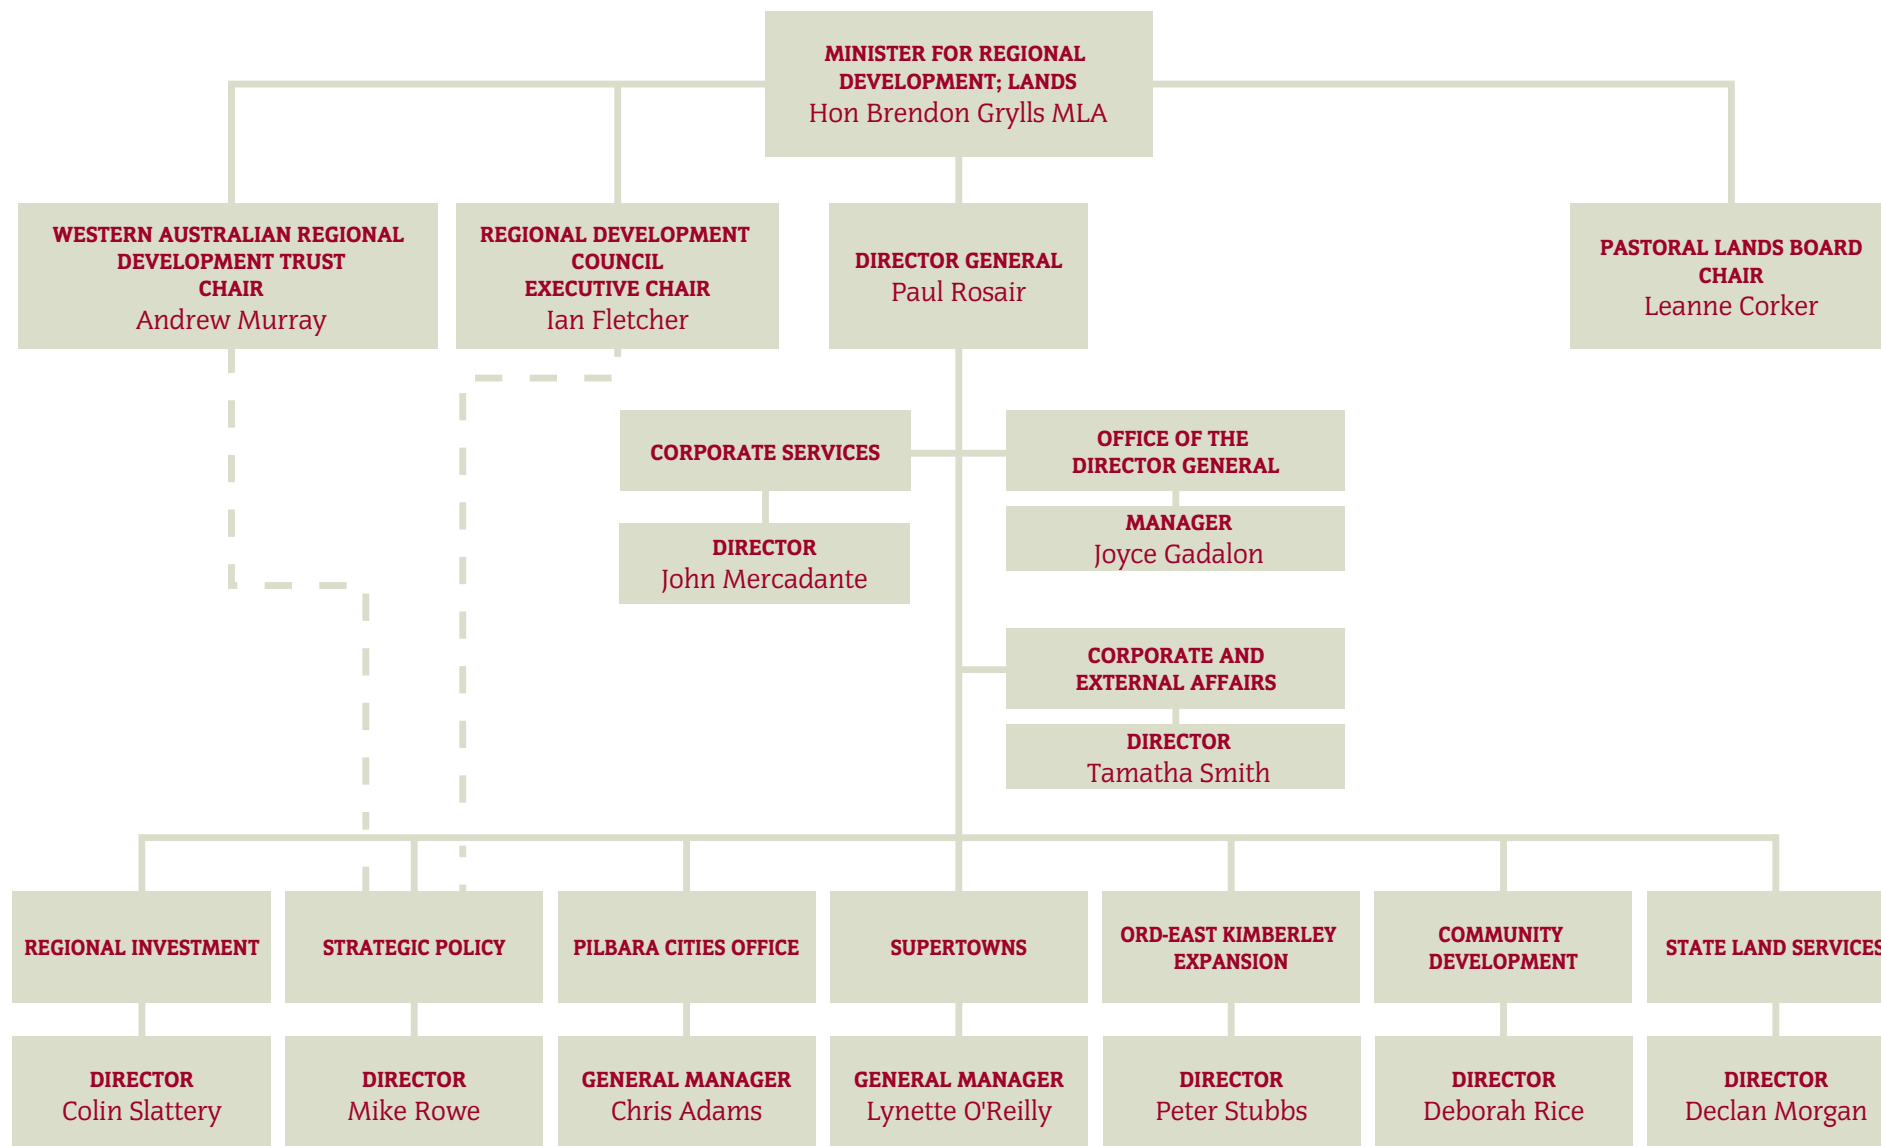 MINISTER FOR REGIONAL
DEVELOPMENT; LANDS
Hon Brendon Grylls MLA
WESTERN AUSTRALIAN REGIONAL
DEVELOPMENT TRUST
CHAIR
Andrew Murray
REGIONAL DEVELOPMENT
COUNCIL
EXECUTIVE CHAIR
Ian Fletcher
DIRECTOR GENERAL
Paul Rosair
PASTORAL LANDS BOARD
CHAIR
Leanne Corker
CORPORATE SERVICES
DIRECTOR
John Mercadante
OFFICE OF THE
DIRECTOR GENERAL
MANAGER
Joyce Gadalon
CORPORATE AND
EXTERNAL AFFAIRS
DIRECTOR
Tamatha Smith
REGIONAL INVESTMENT
DIRECTOR
Colin Slattery
STRATEGIC POLICY
DIRECTOR
Mike Rowe
PILBARA CITIES OFFICE
GENERAL MANAGER
Chris Adams
SUPERTOWNS
GENERAL MANAGER
Lynette O'Reilly
ORD-EAST KIMBERLEY
EXPANSION
DIRECTOR
Peter Stubbs
COMMUNITY
DEVELOPMENT
DIRECTOR
Deborah Rice
STATE LAND SERVICES
DIRECTOR
Declan Morgan